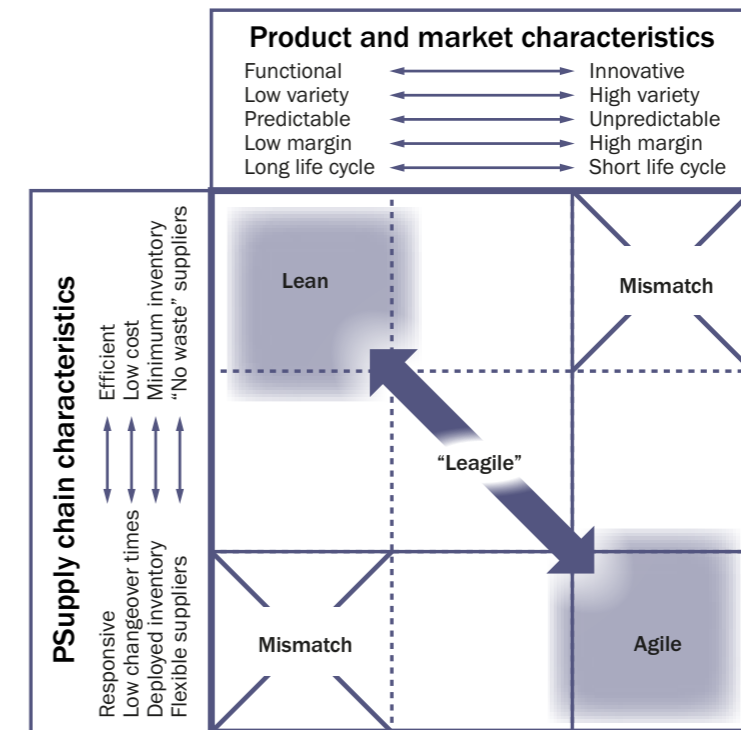 Product and market characteristics
Functional Innovative
Low variety High variety
Predictable Unpredictable
Low margin High margin
Long life cycle Short life cycle
PSupply chain characteristics
Efficient
Low cost
Minimum inventory
“No waste” suppliers
Responsive
Low changeover times
Deployed inventory
Flexible suppliers
Lean
Mismatch
“Leagile”
Mismatch
Agile